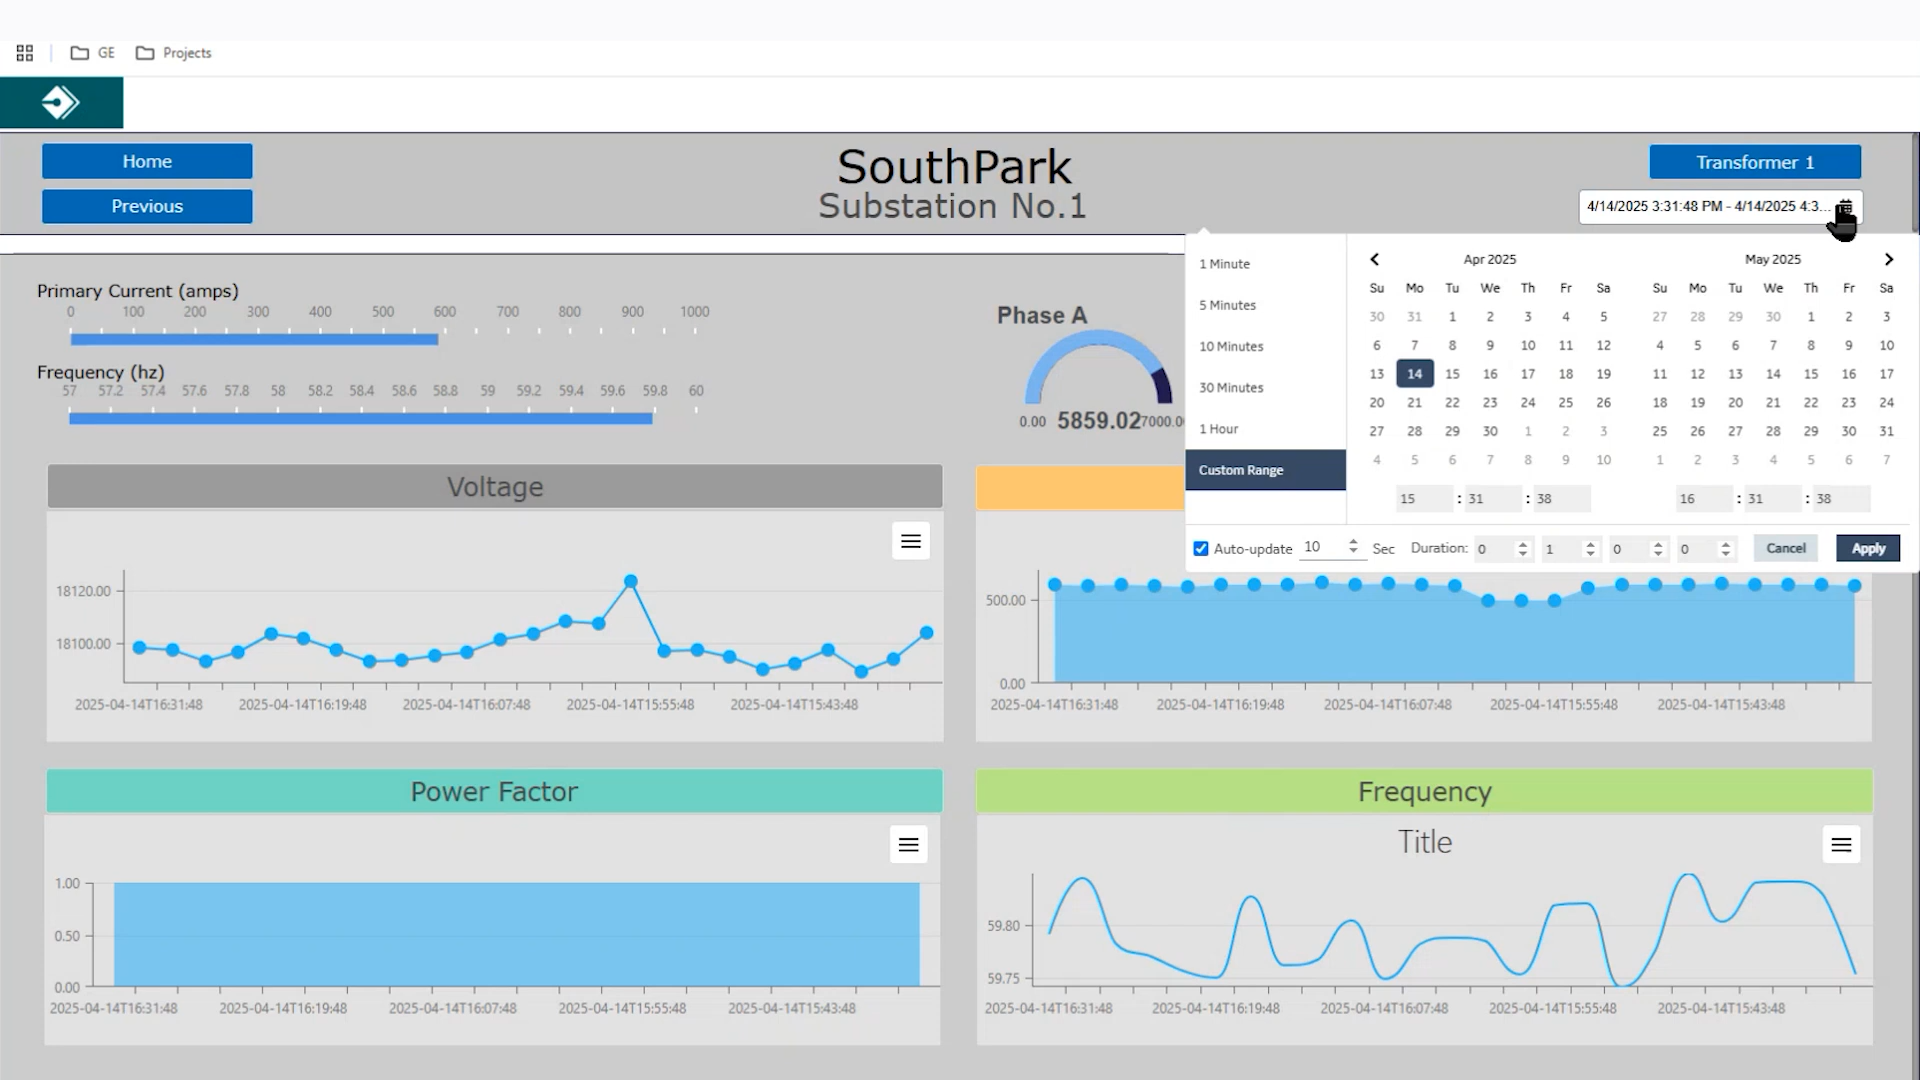 GE
Projects
Home
Previous
SouthPark
Substation No.1
Transformer 1
4/14/2025 3:31:48 PM - 4/14/2025 4:3...
Primary Current (amps)
0 100 200 300 400 500 600 700 800 900 1000
Frequency (hz)
57 57.2 57.4 57.6 57.8 58 58.2 58.4 58.6 58.8 59 59.2 59.4 59.6 59.8 60
Phase A
0.00 5859.02 7000.0
1 Minute
5 Minutes
10 Minutes
30 Minutes
1 Hour
Custom Range
Apr 2025
Su Mo Tu We Th Fr Sa
30 31 1 2 3 4 5
6 7 8 9 10 11 12
13 14 15 16 17 18 19
20 21 22 23 24 25 26
27 28 29 30 1 2 3
4 5 6 7 8 9 10
15 : 31 : 38
May 2025
Su Mo Tu We Th Fr Sa
27 28 29 30 1 2 3
4 5 6 7 8 9 10
11 12 13 14 15 16 17
18 19 20 21 22 23 24
25 26 27 28 29 30 31
1 2 3 4 5 6 7
16 : 31 : 38
Auto-update 10 Sec Duration: 0 1 0 0 Cancel Apply
Voltage
18120.00
18100.00
2025-04-14T16:31:48 2025-04-14T16:19:48 2025-04-14T16:07:48 2025-04-14T15:55:48 2025-04-14T15:43:48
500.00
0.00
2025-04-14T16:31:48 2025-04-14T16:19:48 2025-04-14T16:07:48 2025-04-14T15:55:48 2025-04-14T15:43:48
Power Factor
1.00
0.50
0.00
2025-04-14T16:31:48 2025-04-14T16:19:48 2025-04-14T16:07:48 2025-04-14T15:55:48 2025-04-14T15:43:48
Frequency
Title
59.80
59.75
2025-04-14T16:31:48 2025-04-14T16:19:48 2025-04-14T16:07:48 2025-04-14T15:55:48 2025-04-14T15:43:48